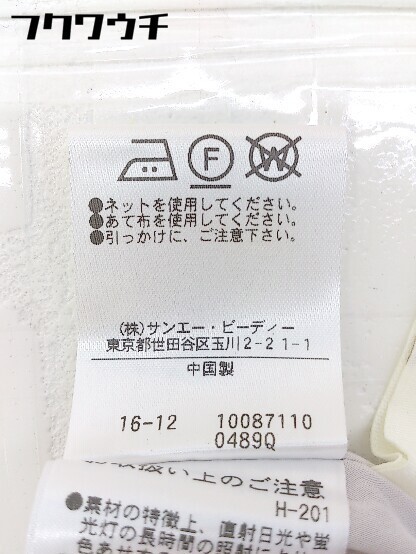 フクワウチ
F W
●ネットを使用してください。
●あて布を使用してください。
●引っかけに、ご注意下さい。
(株)サンエー・ビーディー
東京都世田谷区玉川2-21-1
中国製
16-12 10087110
0489Q
お取扱い上のご注意
H-201
●素材の特徴上、直射日光や蛍
光灯の長時間の照射